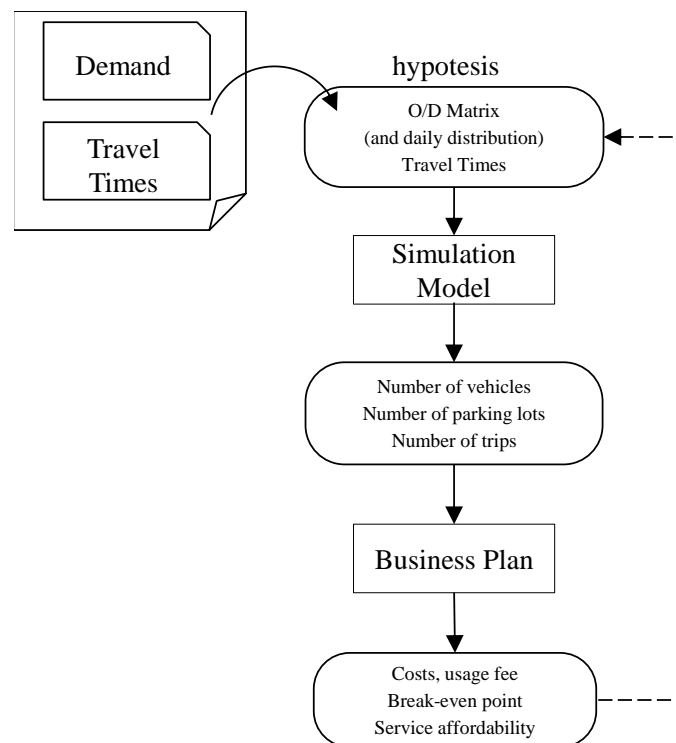 Demand
Travel
Times
hypotesis
O/D Matrix
(and daily distribution)
Travel Times
Simulation
Model
Number of vehicles
Number of parking lots
Number of trips
Business Plan
Costs, usage fee
Break-even point
Service affordability